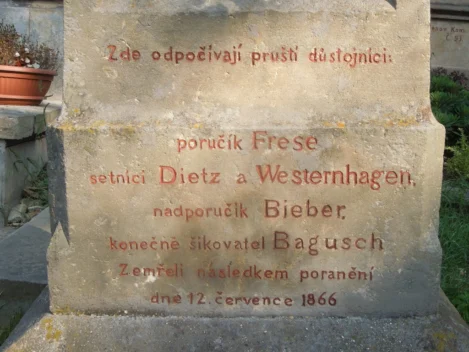 Zde odpočívají pruští důstojníci:
poručík Frese
setníci Dietz a Westernhagen,
nadporučík Bieber,
konečně šikovatel Bagusch
Zemřeli následkem poranění
dne 12. července 1866